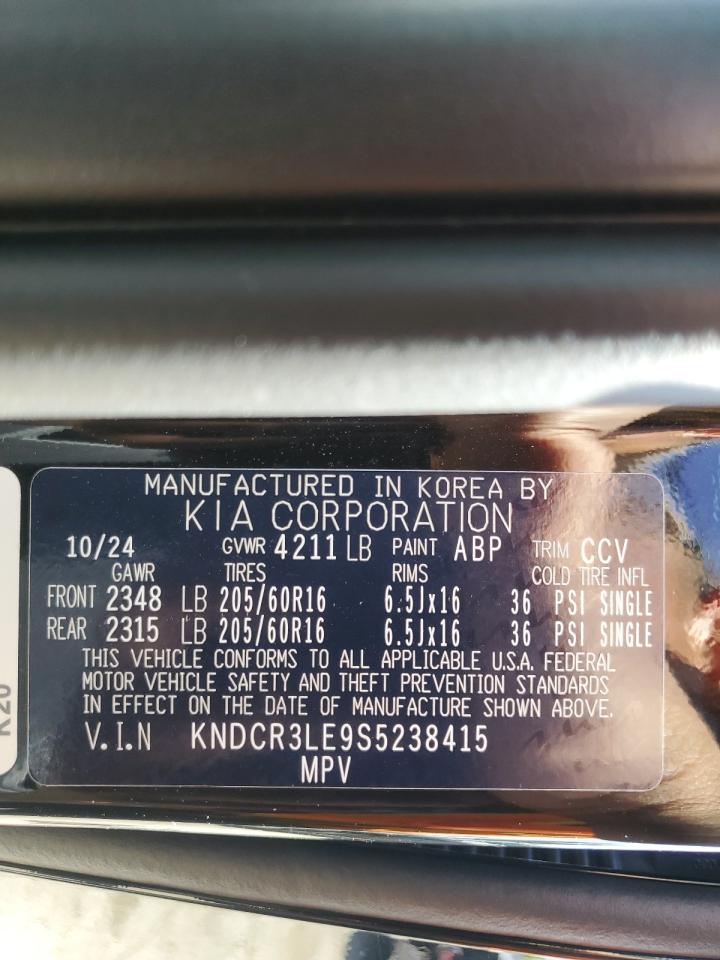 MANUFACTURED IN KOREA BY
KIA CORPORATION
10/24 GVWR 4211 LB PAINT ABP TRIM CCV
GAWR TIRES RIMS COLD TIRE INFL
FRONT 2348 LB 205/60R16 6.5Jx16 36 PSI SINGLE
REAR 2315 LB 205/60R16 6.5Jx16 36 PSI SINGLE
THIS VEHICLE CONFORMS TO ALL APPLICABLE U.S.A. FEDERAL
MOTOR VEHICLE SAFETY AND THEFT PREVENTION STANDARDS
IN EFFECT ON THE DATE OF MANUFACTURE SHOWN ABOVE.
V.I.N KNDCR3LE9S5238415
MPV